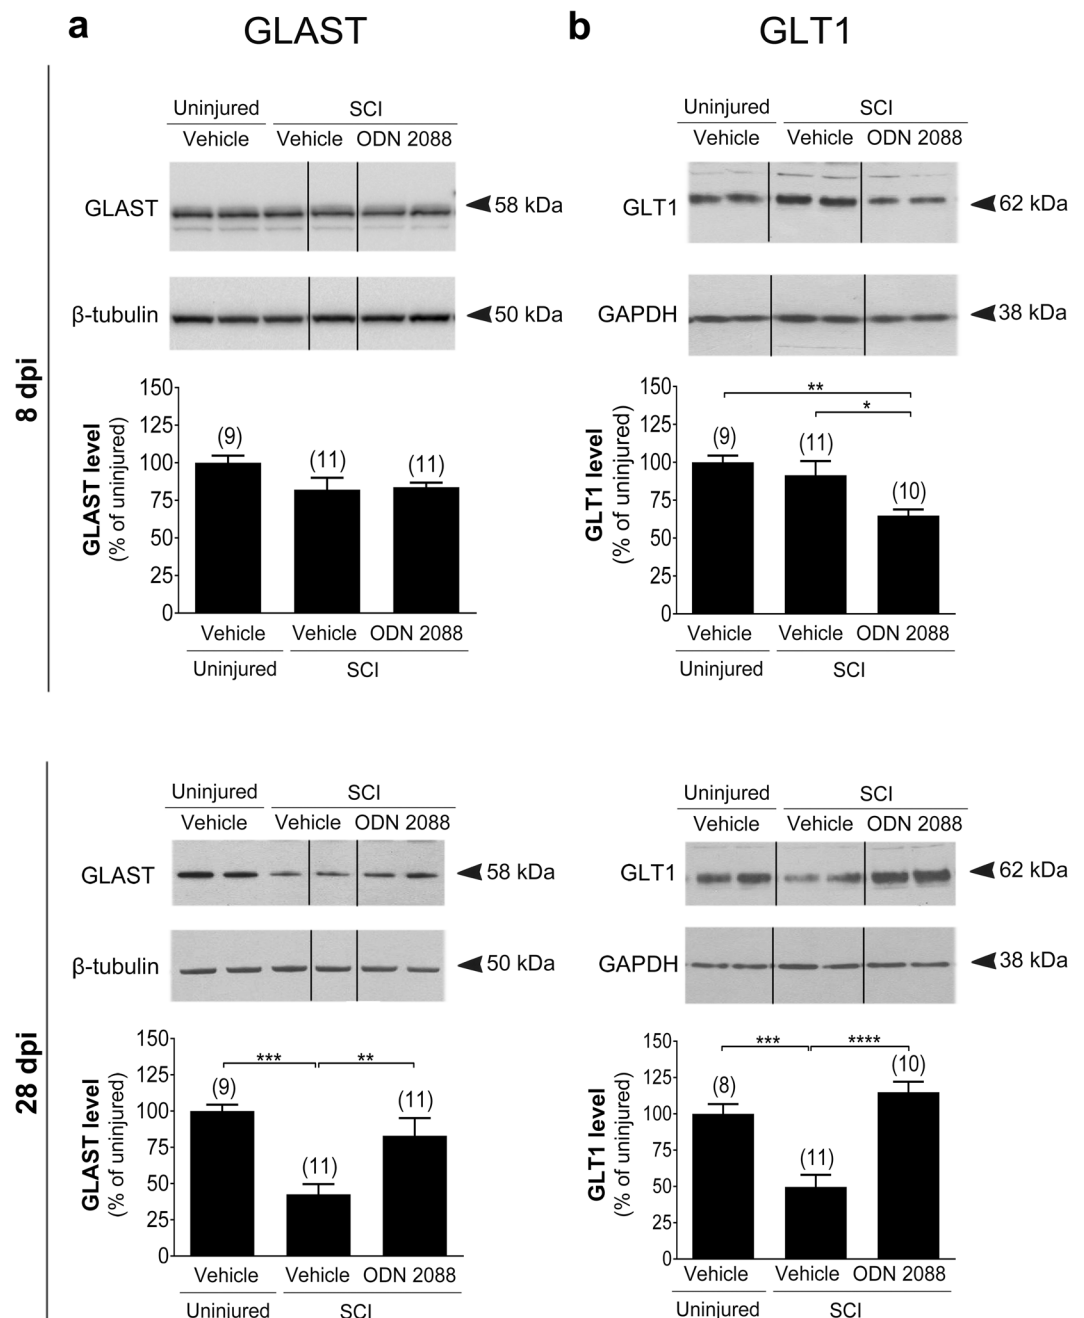 a GLAST
b GLT1
8 dpi
Uninjured SCI
Vehicle Vehicle ODN 2088
GLAST 58 kDa
β-tubulin 50 kDa
GLAST level
(% of uninjured)
150
125
100
75
50
25
0
(9)
(11)
(11)
Vehicle Vehicle ODN 2088
Uninjured SCI
Uninjured SCI
Vehicle Vehicle ODN 2088
GLT1 62 kDa
GAPDH 38 kDa
GLT1 level
(% of uninjured)
150
125
100
75
50
25
0
**
*
(9)
(11)
(10)
Vehicle Vehicle ODN 2088
Uninjured SCI
28 dpi
Uninjured SCI
Vehicle Vehicle ODN 2088
GLAST 58 kDa
β-tubulin 50 kDa
GLAST level
(% of uninjured)
150
125
100
75
50
25
0
*** **
(9)
(11)
(11)
Vehicle Vehicle ODN 2088
Uninjured SCI
Uninjured SCI
Vehicle Vehicle ODN 2088
GLT1 62 kDa
GAPDH 38 kDa
GLT1 level
(% of uninjured)
150
125
100
75
50
25
0
*** ****
(8)
(11)
(10)
Vehicle Vehicle ODN 2088
Uninjured SCI